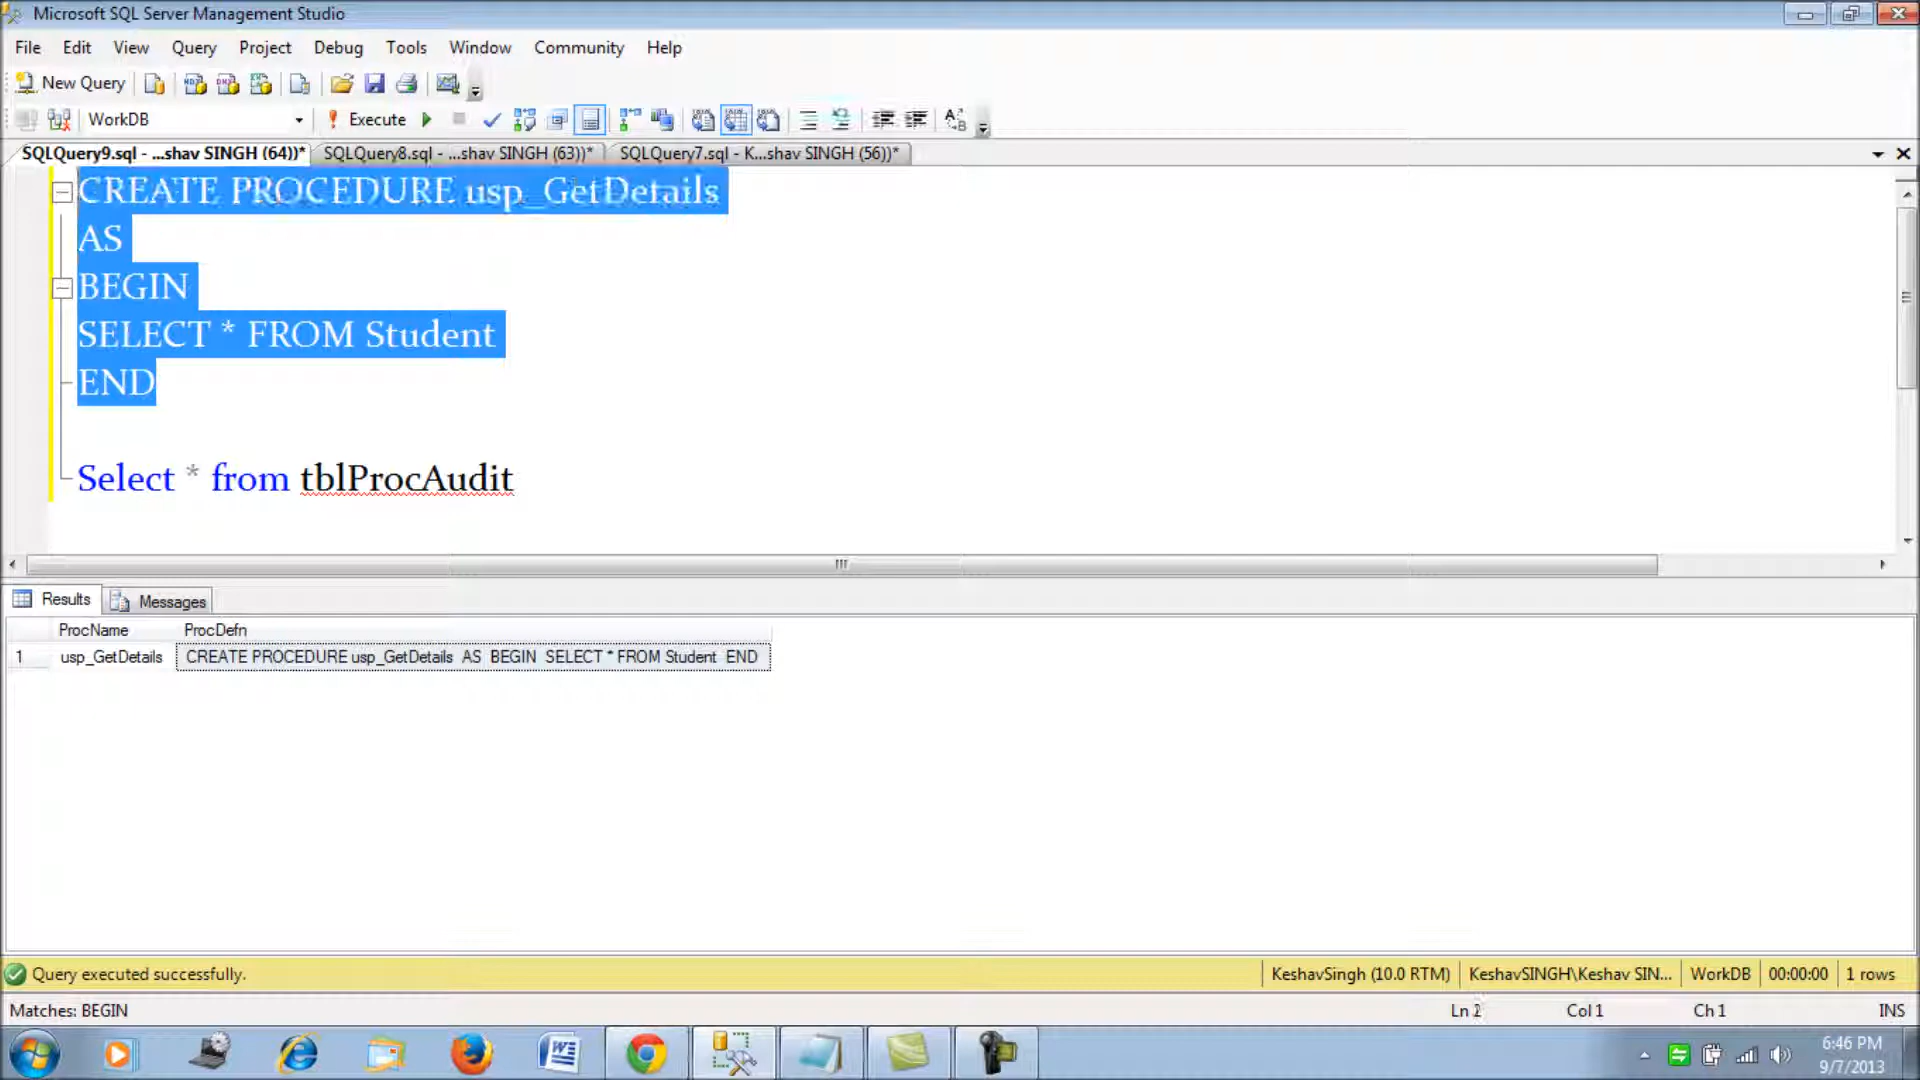 Microsoft SQL Server Management Studio
File Edit View Query Project Debug Tools Window Community Help
New Query
WorkDB Execute
SQLQuery9.sql - ...shav SINGH (64))* SQLQuery8.sql - ...shav SINGH (63))* SQLQuery7.sql - K...shav SINGH (56))*
CREATE PROCEDURE usp_GetDetails
AS
BEGIN
SELECT * FROM Student
END
Select * from tblProcAudit
Results Messages
ProcName ProcDefn
1 usp_GetDetails CREATE PROCEDURE usp_GetDetails AS BEGIN SELECT * FROM Student END
Query executed successfully. KeshavSingh (10.0 RTM) KeshavSINGH\Keshav SIN... WorkDB 00:00:00 1 rows
Matches: BEGIN Ln 2 Col 1 Ch 1 INS
6:46 PM
9/7/2013